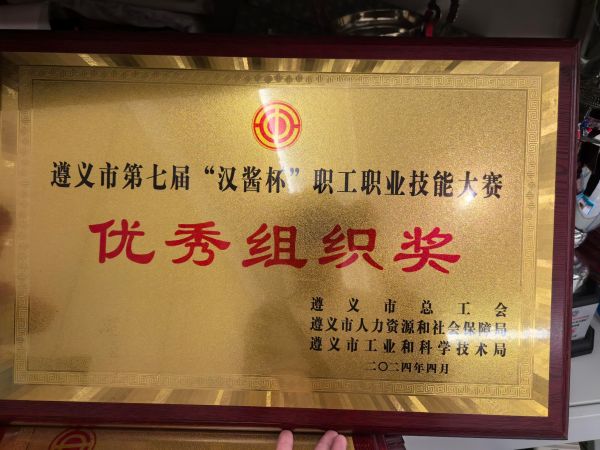 遵义市第七届“汉酱杯”职工职业技能大赛
优秀组织奖
遵义市总工会
遵义市人力资源和社会保障局
遵义市工业和科学技术局
二〇二四年四月